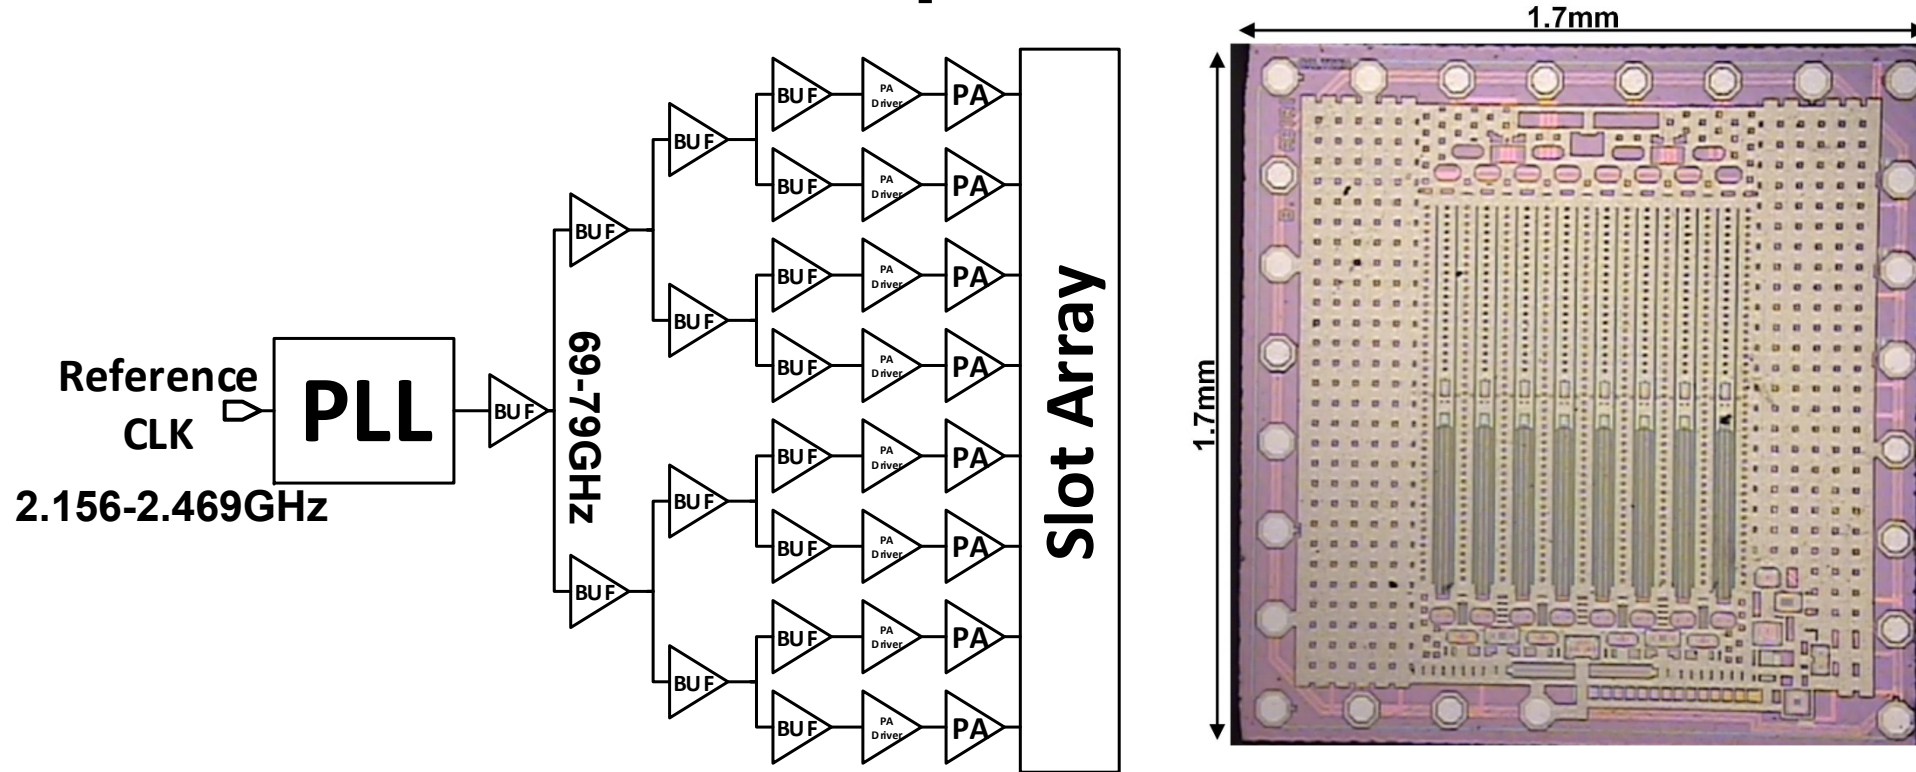 Reference
CLK
2.156-2.469GHz
PLL
BUF
69-79GHz
BUF
BUF
BUF
BUF
BUF
BUF
BUF
PA
Driver
PA
BUF
PA
Driver
PA
BUF
PA
Driver
PA
BUF
PA
Driver
PA
BUF
PA
Driver
PA
BUF
PA
Driver
PA
BUF
PA
Driver
PA
BUF
PA
Driver
PA
Slot Array
1.7mm
1.7mm